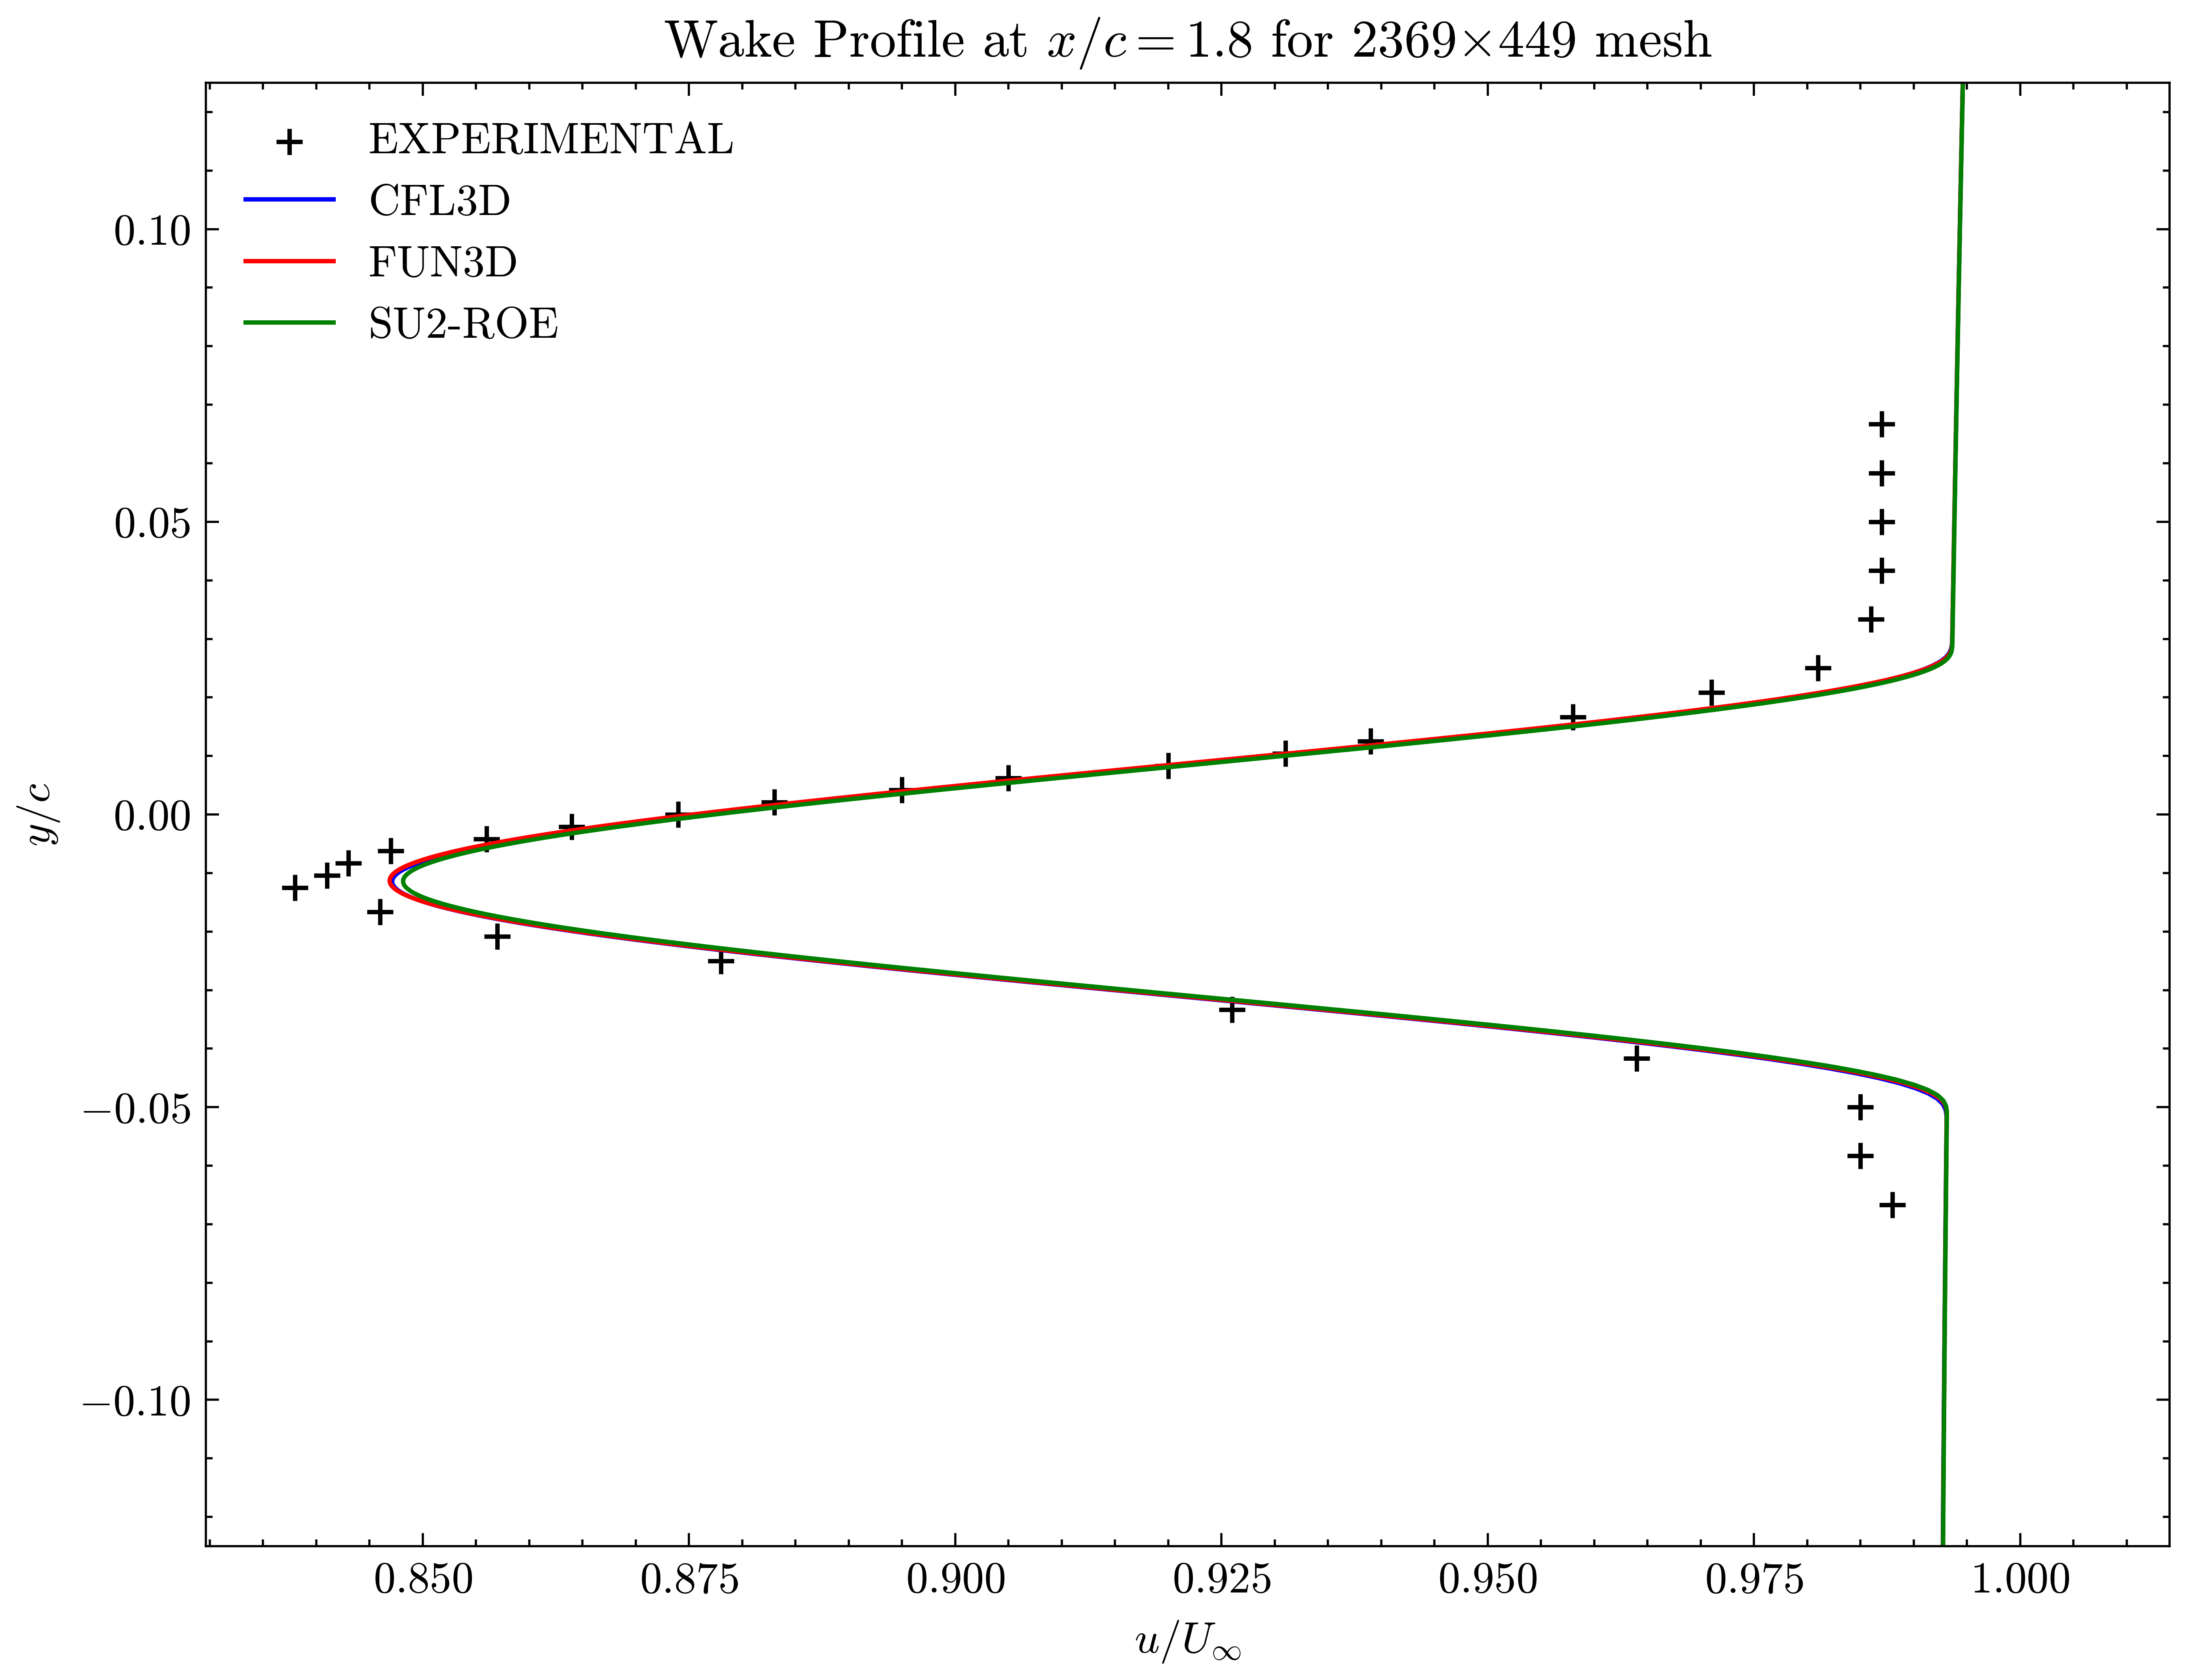 Wake Profile at x/c = 1.8 for 2369×449 mesh
EXPERIMENTAL
CFL3D
FUN3D
SU2-ROE
0.10
0.05
0.00
−0.05
−0.10
y/c
0.850 0.875 0.900 0.925 0.950 0.975 1.000
u/U∞